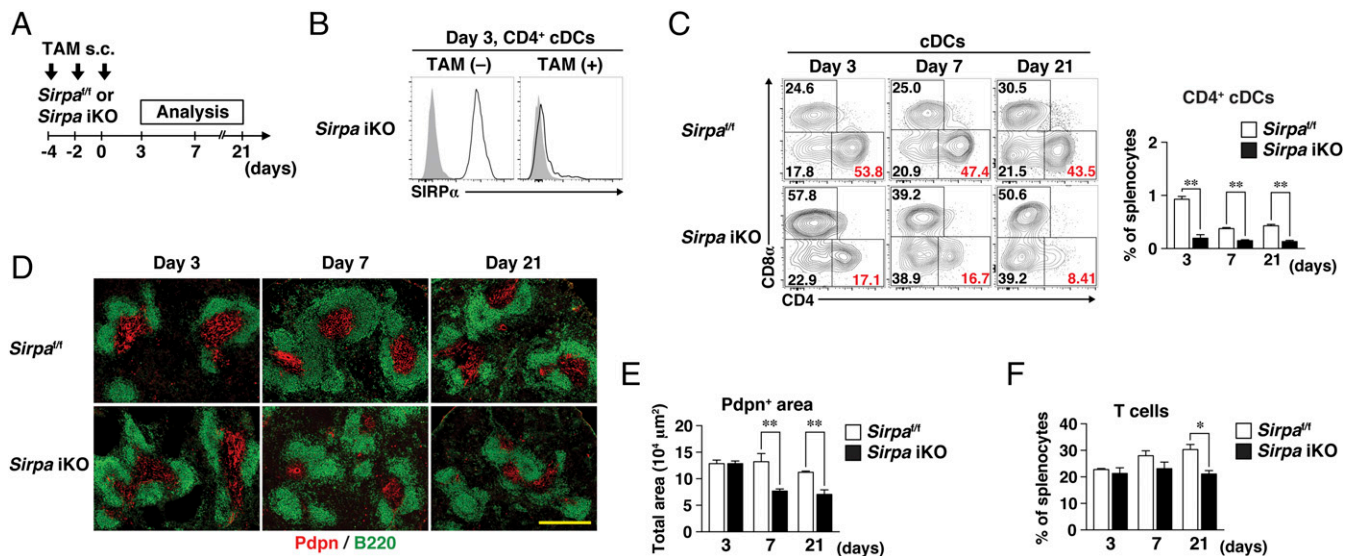 A
TAM s.c.
Sirpaf/f or
Sirpa iKO
Analysis
-4 -2 0 3 7 21
(days)
B
Day 3, CD4+ cDCs
TAM (–) TAM (+)
Sirpa iKO
SIRPα
C
cDCs
Day 3 Day 7 Day 21
Sirpaf/f
24.6 25.0 30.5
17.8 53.8 20.9 47.4 21.5 43.5
Sirpa iKO
57.8 39.2 50.6
22.9 17.1 38.9 16.7 39.2 8.41
CD8α
CD4
CD4+ cDCs
Sirpaf/f
Sirpa iKO
% of splenocytes
2
1
0
** ** **
3 7 21 (days)
D
Day 3 Day 7 Day 21
Sirpaf/f
Sirpa iKO
Pdpn / B220
E
Pdpn+ area
Sirpaf/f
Sirpa iKO
Total area (10⁴ μm²)
20
15
10
5
0
** **
3 7 21 (days)
F
T cells
Sirpaf/f
Sirpa iKO
% of splenocytes
40
30
20
10
0
*
3 7 21 (days)